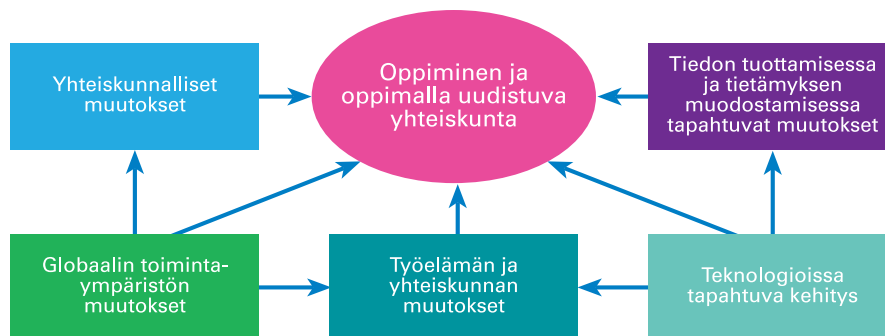 Yhteiskunnalliset
muutokset
Oppiminen ja
oppimalla uudistuva
yhteiskunta
Tiedon tuottamisessa
ja tietämyksen
muodostamisessa
tapahtuvat muutokset
Globaalin toiminta-
ympäristön
muutokset
Työelämän ja
yhteiskunnan
muutokset
Teknologioissa
tapahtuva kehitys